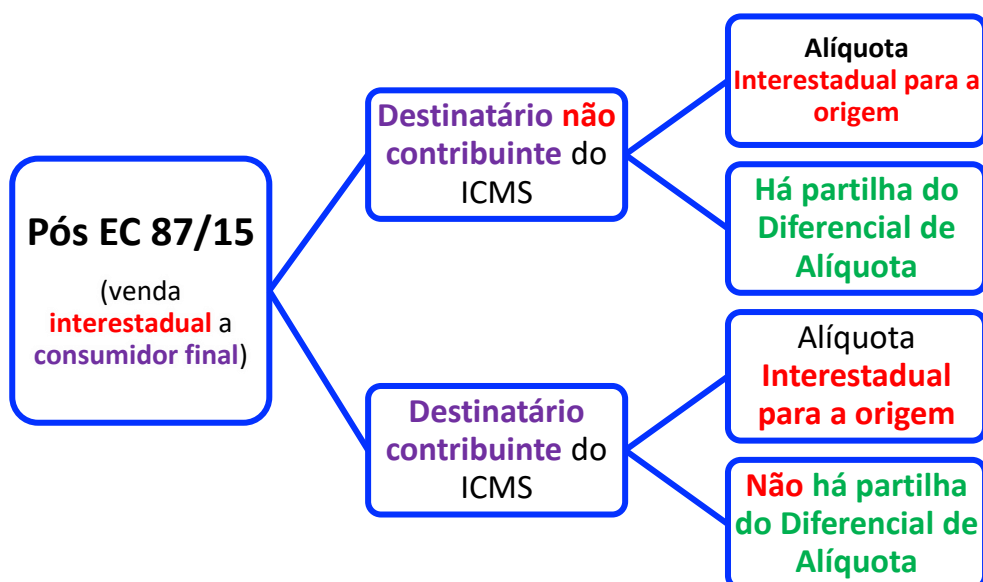 Pós EC 87/15
(venda
interestadual a
consumidor final)
Destinatário não
contribuinte do
ICMS
Alíquota
Interestadual para a
origem
Há partilha do
Diferencial de
Alíquota
Destinatário
contribuinte do
ICMS
Alíquota
Interestadual
para a origem
Não há partilha
do Diferencial de
Alíquota